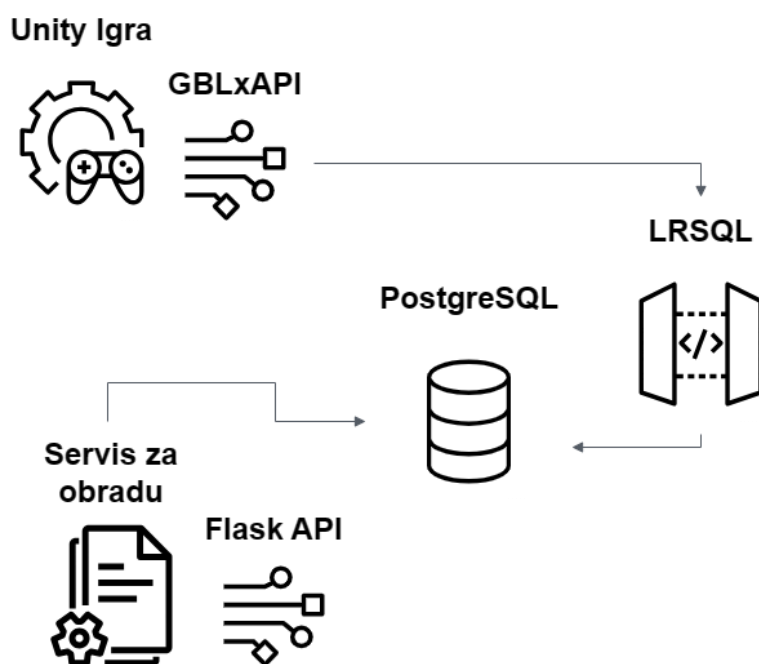 Unity Igra
GBLxAPI
LRSQL
PostgreSQL
</>
Servis za
obradu
Flask API